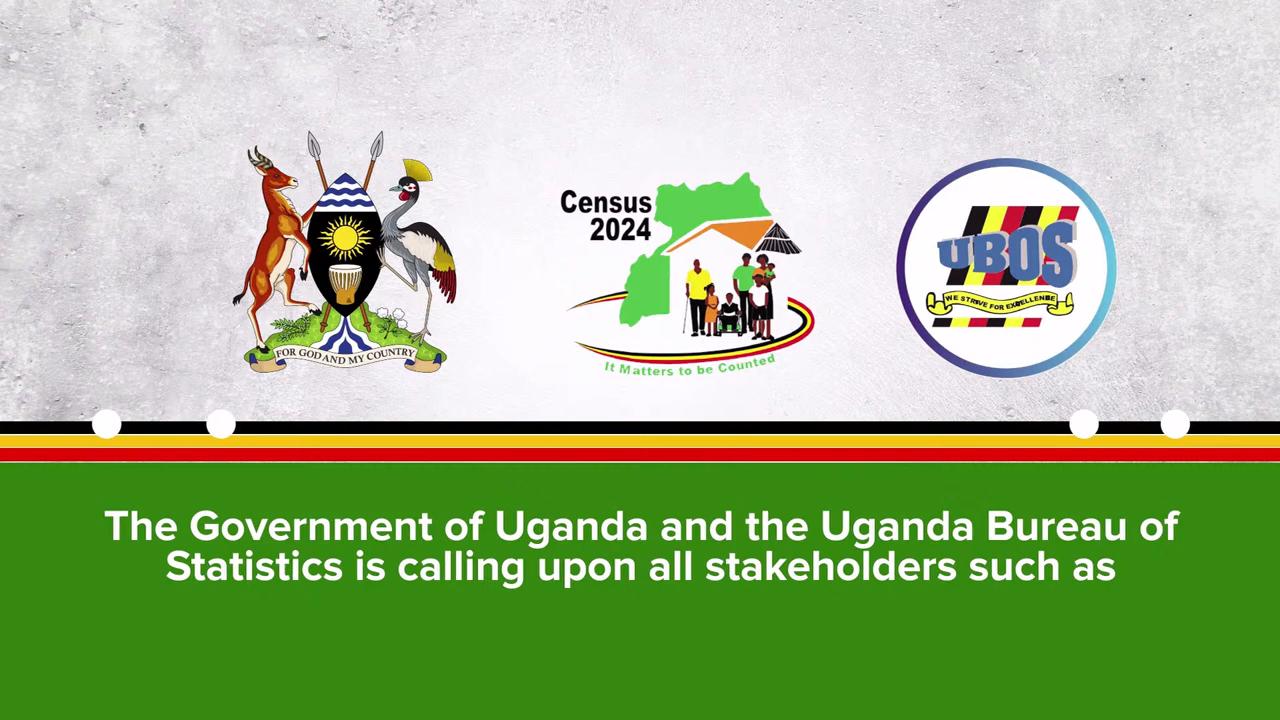 Census
2024
UBOS
WE STRIVE FOR EXCELLENCE
FOR GOD AND MY COUNTRY
It Matters to be Counted
The Government of Uganda and the Uganda Bureau of
Statistics is calling upon all stakeholders such as